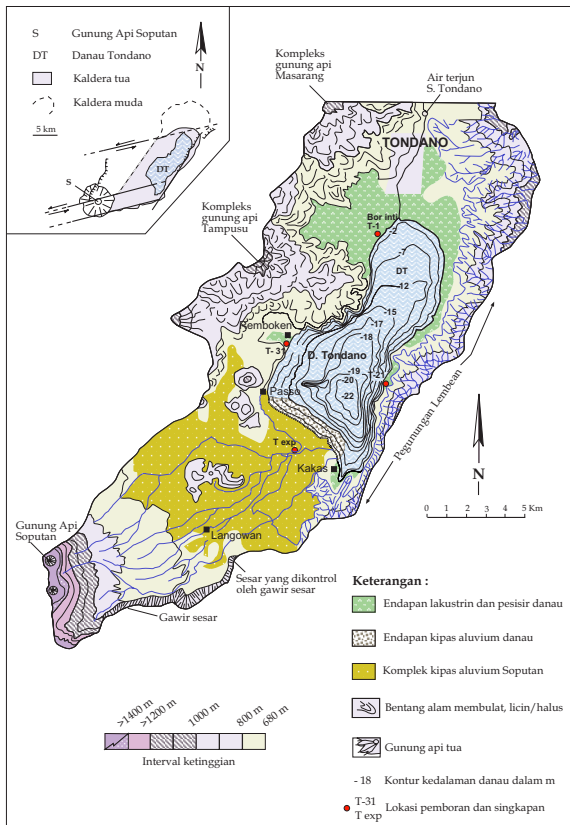 S Gunung Api Soputan
DT Danau Tondano
Kaldera tua
Kaldera muda
5 km
N
DT
S
Kompleks
gunung api
Masarang
Air terjun
S. Tondano
TONDANO
Kompleks
gunung api
Tampusu
Bor inti
T-1
-2
-7
DT
-12
-15
-17
-18
Remboken
T- 31
D. Tondano
-19
-20
T-21
-22
Passo
Pegunungan Lembean
T exp
Kakas
N
0 1 2 3 4 5 Km
Langowan
Gunung Api
Soputan
Sesar yang dikontrol
oleh gawir sesar
Gawir sesar
Keterangan :
Endapan lakustrin dan pesisir danau
Endapan kipas aluvium danau
Komplek kipas aluvium Soputan
Bentang alam membulat, licin/halus
Gunung api tua
- 18 Kontur kedalaman danau dalam m
T-31
T exp
Lokasi pemboran dan singkapan
>1400 m
>1200 m
1000 m
800 m
680 m
Interval ketinggian